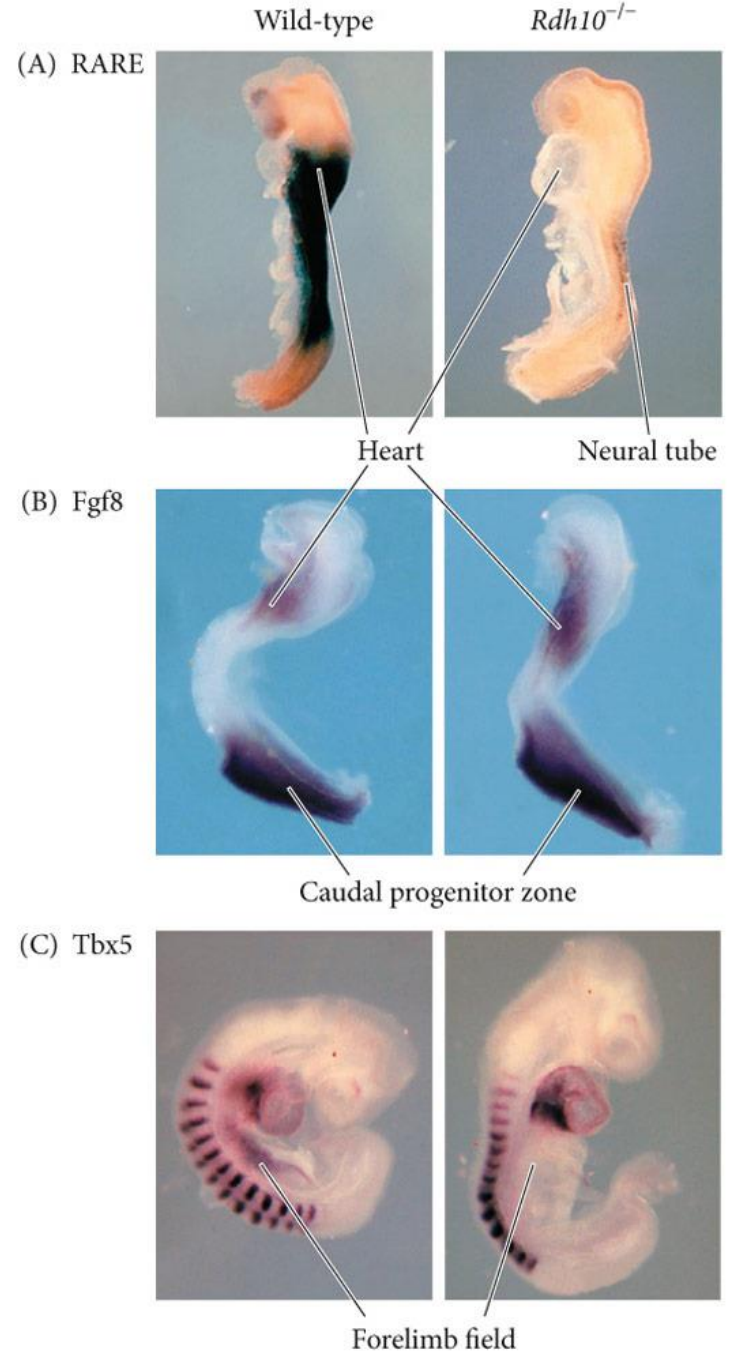 Wild-type Rdh10−/−
(A) RARE
Heart Neural tube
(B) Fgf8
Caudal progenitor zone
(C) Tbx5
Forelimb field